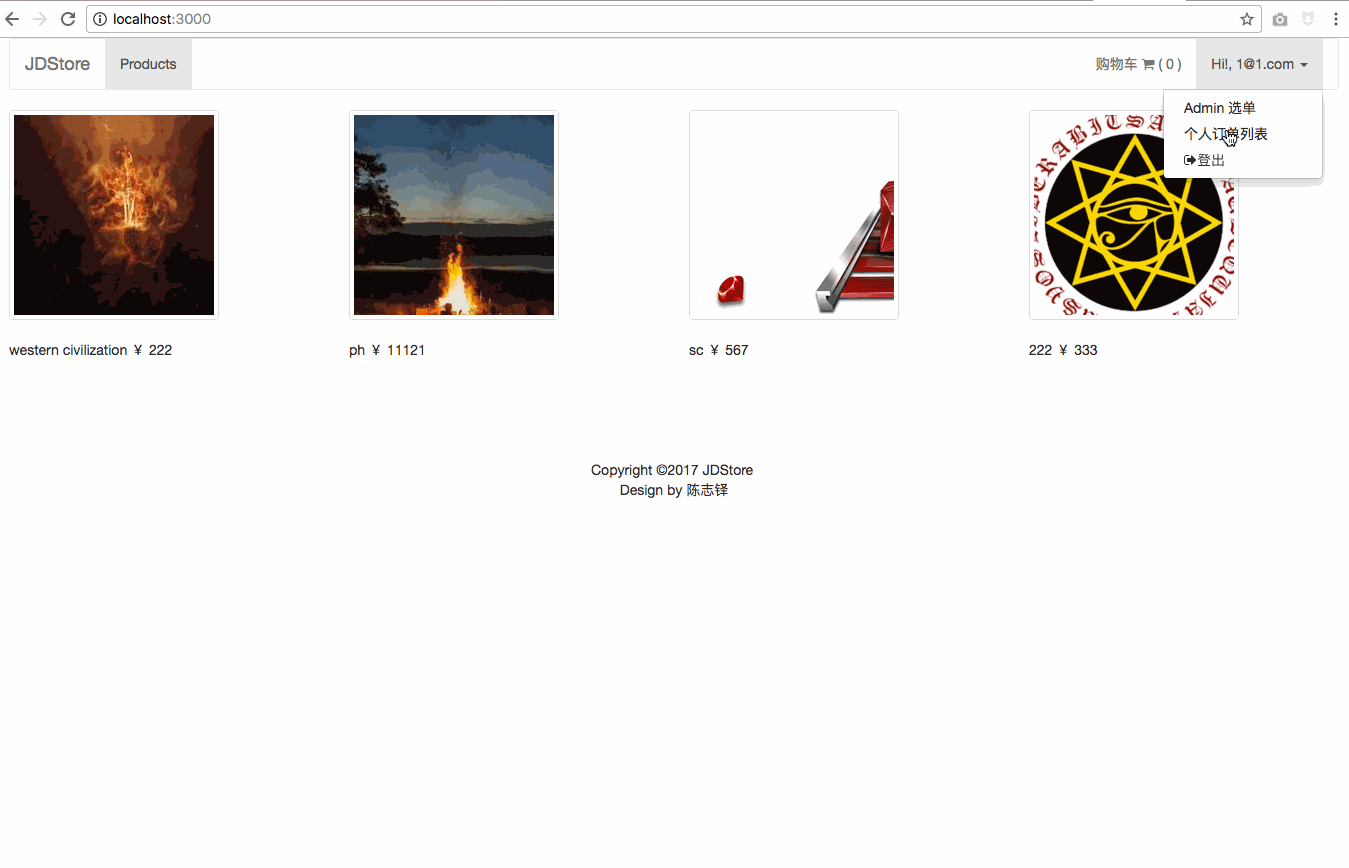 localhost:3000
JDStore Products 购物车 ( 0 ) Hi!, 1@1.com
Admin 选单
个人订单列表
登出
western civilization ￥ 222
ph ￥ 11121
sc ￥ 567
222 ￥ 333
Copyright ©2017 JDStore
Design by 陈志铎